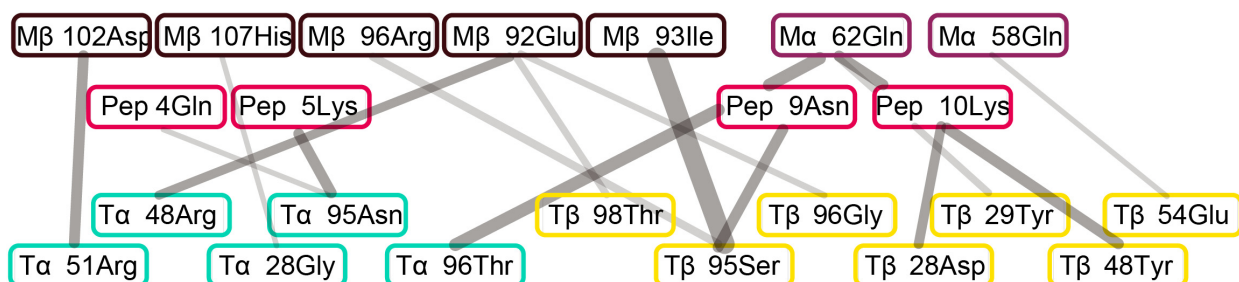 Mβ 102Asp Mβ 107His Mβ 96Arg Mβ 92Glu Mβ 93Ile Mα 62Gln Mα 58Gln
Pep 4Gln Pep 5Lys Pep 9Asn Pep 10Lys
Tα 48Arg Tα 95Asn Tβ 98Thr Tβ 96Gly Tβ 29Tyr Tβ 54Glu
Tα 51Arg Tα 28Gly Tα 96Thr Tβ 95Ser Tβ 28Asp Tβ 48Tyr